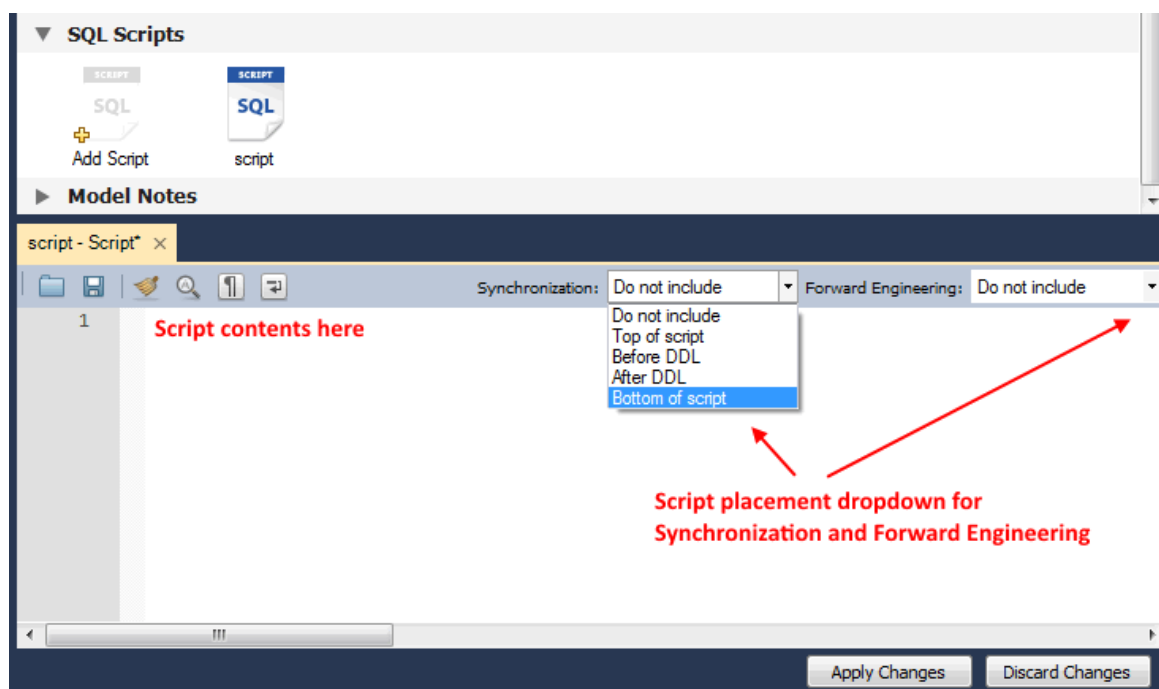 SQL Scripts
SCRIPT SCRIPT
SQL SQL
Add Script script
Model Notes
script - Script* ×
Synchronization: Do not include Forward Engineering: Do not include
1 Script contents here
Do not include
Top of script
Before DDL
After DDL
Bottom of script
Script placement dropdown for
Synchronization and Forward Engineering
Apply Changes Discard Changes